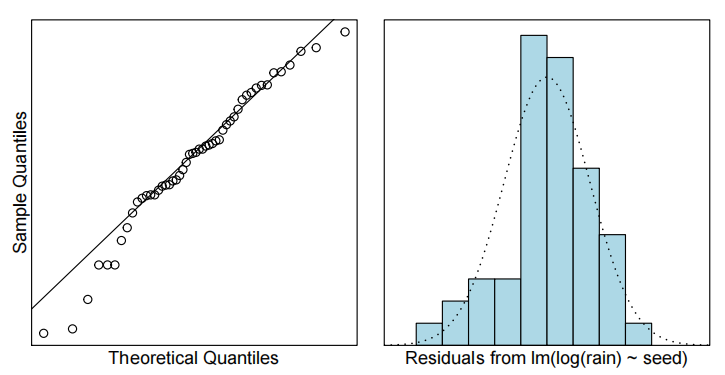 Sample Quantiles
Theoretical Quantiles
Residuals from lm(log(rain) ~ seed)